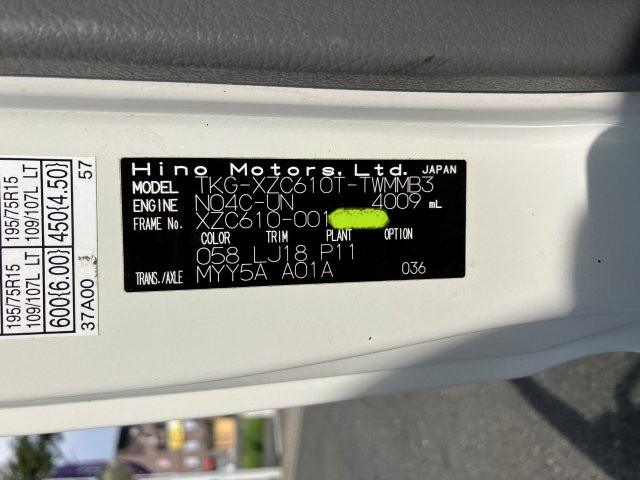 Hino Motors, Ltd. JAPAN
MODEL TKG-XZC610T-TWMMB3
ENGINE N04C-UN 4009 mL
FRAME No. XZC610-001
COLOR TRIM PLANT OPTION
058 LJ18 P11
TRANS./AXLE MYY5A A01A 036
195/75R15 195/75R15
109/107L LT 109/107L LT
600{6.00} 450{4.50}
37A00 57